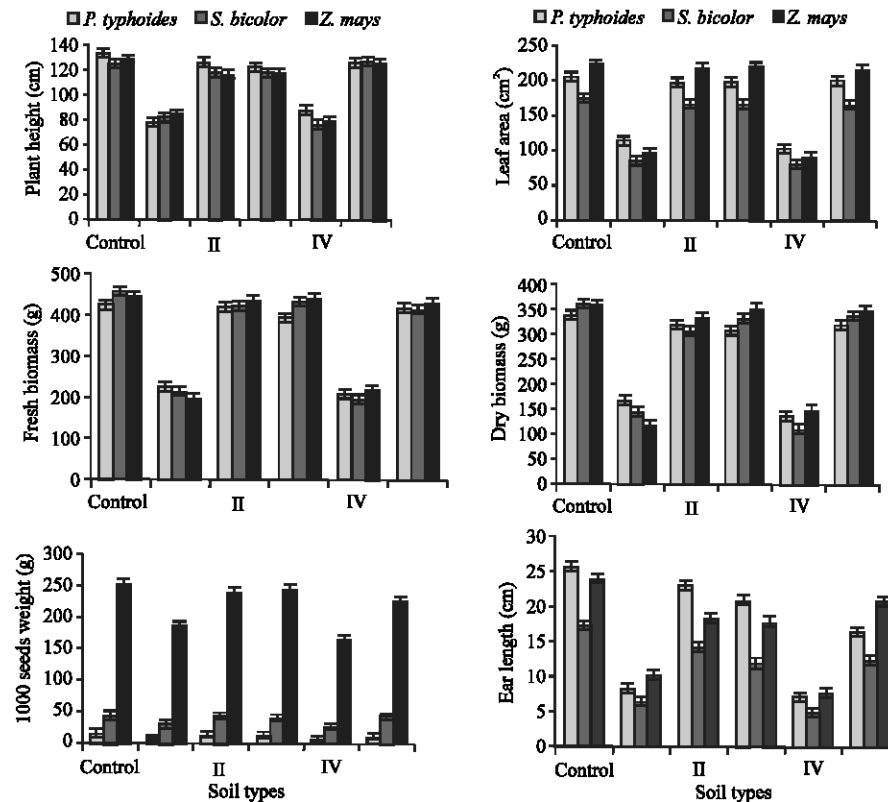 P. typhoides S. bicolor Z. mays
Plant height (cm)
140
120
100
80
60
40
20
0
Control II IV
P. typhoides S. bicolor Z. mays
Leaf area (cm²)
250
200
150
100
50
0
Control II IV
Fresh biomass (g)
500
400
300
200
100
0
Control II IV
Dry biomass (g)
400
350
300
250
200
150
100
50
0
Control II IV
1000 seeds weight (g)
300
250
200
150
100
50
0
Control II IV
Soil types
Ear length (cm)
30
25
20
15
10
5
0
Control II IV
Soil types